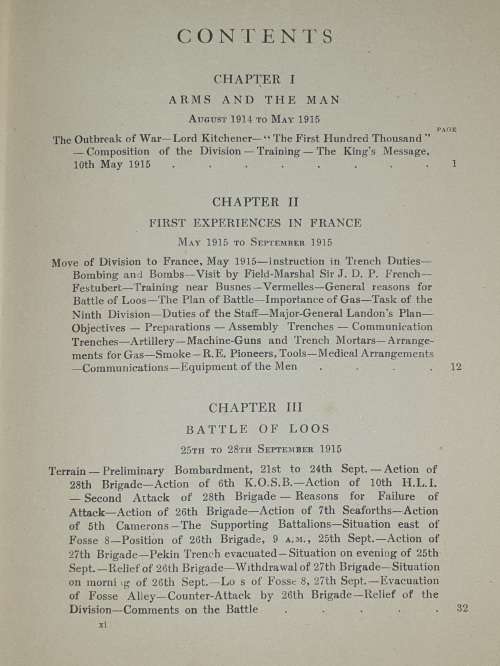 CONTENTS
CHAPTER I
ARMS AND THE MAN
AUGUST 1914 TO MAY 1915
PAGE
The Outbreak of War—Lord Kitchener—"The First Hundred Thousand"
—Composition of the Division—Training—The King's Message,
10th May 1915 . . . . . . . . 1
CHAPTER II
FIRST EXPERIENCES IN FRANCE
MAY 1915 TO SEPTEMBER 1915
Move of Division to France, May 1915—Instruction in Trench Duties—
Bombing and Bombs—Visit by Field-Marshal Sir J. D. P. French—
Festubert—Training near Busnes—Vermelles—General reasons for
Battle of Loos—The Plan of Battle—Importance of Gas—Task of the
Ninth Division—Duties of the Staff—Major-General Landon's Plan—
Objectives—Preparations—Assembly Trenches—Communication
Trenches—Artillery—Machine-Guns and Trench Mortars—Arrange-
ments for Gas—Smoke—R.E. Pioneers, Tools—Medical Arrangements
—Communications—Equipment of the Men . . . . 12
CHAPTER III
BATTLE OF LOOS
25TH TO 28TH SEPTEMBER 1915
Terrain—Preliminary Bombardment, 21st to 24th Sept.—Action of
28th Brigade—Action of 6th K.O.S.B.—Action of 10th H.L.I.
—Second Attack of 28th Brigade—Reasons for Failure of
Attack—Action of 26th Brigade—Action of 7th Seaforths—Action
of 5th Camerons—The Supporting Battalions—Situation east of
Fosse 8—Position of 26th Brigade, 9 A.M., 25th Sept.—Action of
27th Brigade—Pekin Trench evacuated—Situation on evening of 25th
Sept.—Relief of 26th Brigade—Withdrawal of 27th Brigade—Situation
on morning of 26th Sept.—Loss of Fosse 8, 27th Sept.—Evacuation
of Fosse Alley—Counter-Attack by 26th Brigade—Relief of the
Division—Comments on the Battle . . . . . 32
xi